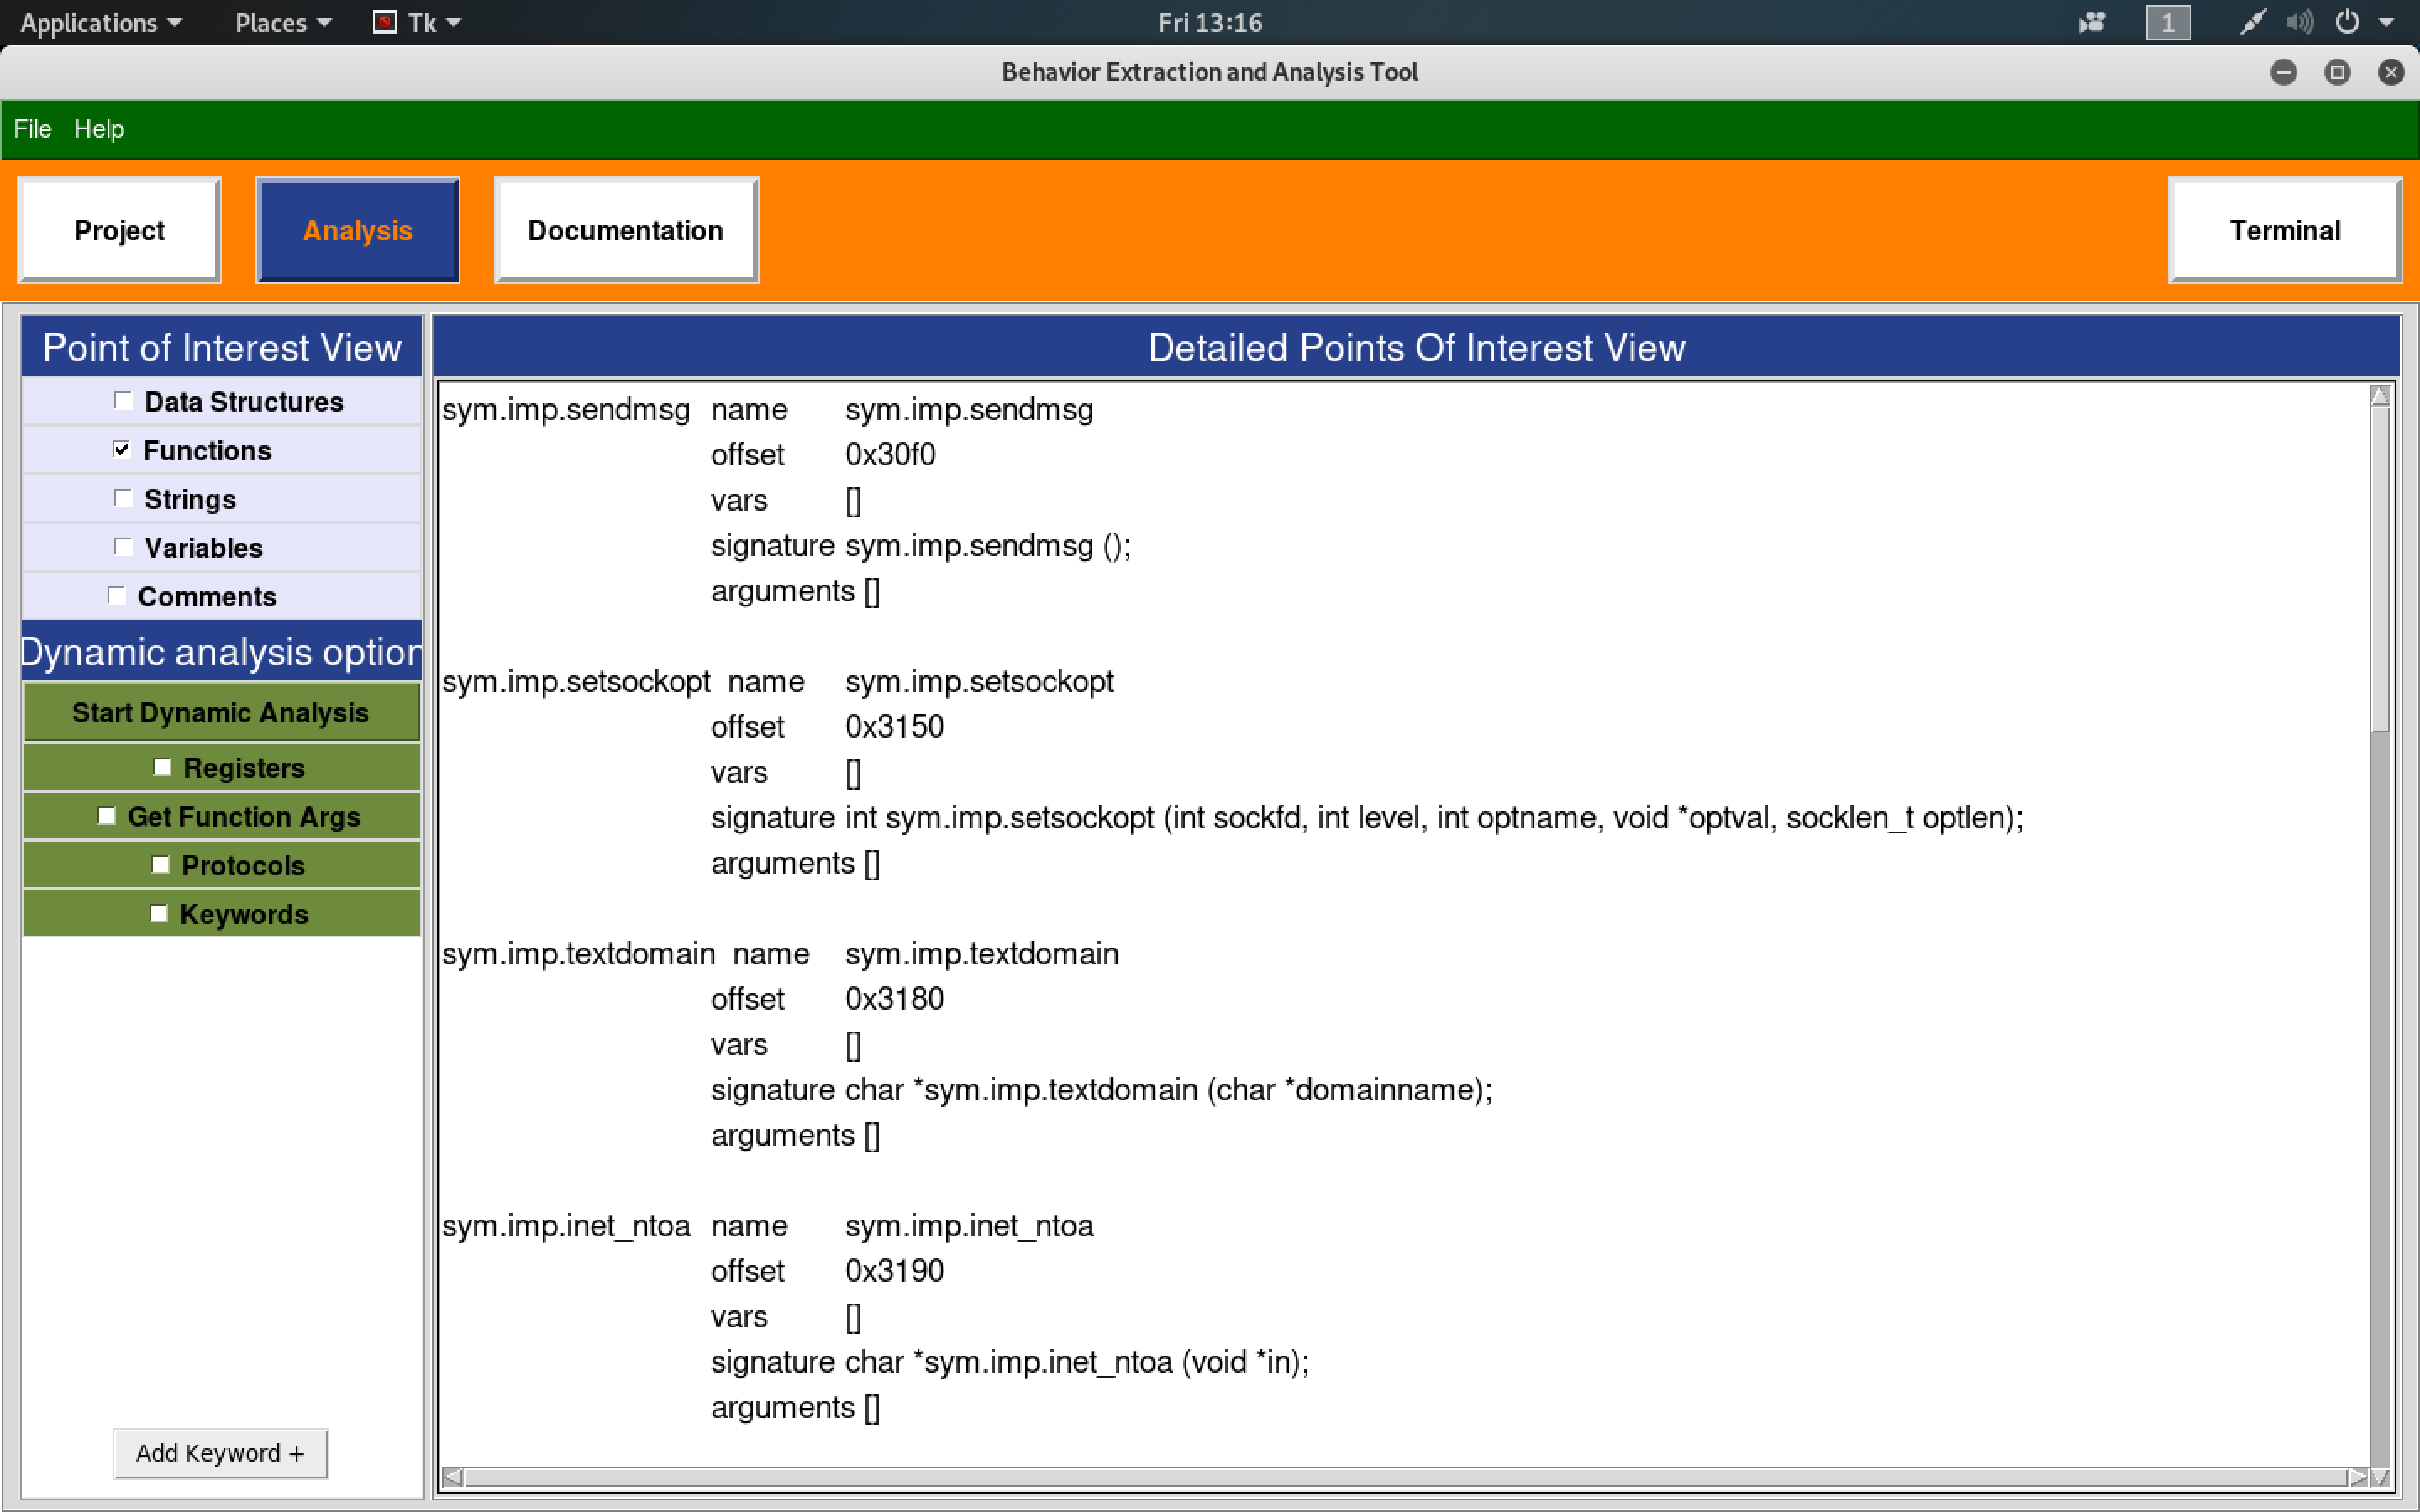 Applications Places Tk Fri 13:16 1
Behavior Extraction and Analysis Tool
File Help
Project Analysis Documentation Terminal
Point of Interest View
Data Structures
Functions
Strings
Variables
Comments
Dynamic analysis option
Start Dynamic Analysis
Registers
Get Function Args
Protocols
Keywords
Add Keyword +
Detailed Points Of Interest View
sym.imp.sendmsg name sym.imp.sendmsg
offset 0x30f0
vars []
signature sym.imp.sendmsg ();
arguments []
sym.imp.setsockopt name sym.imp.setsockopt
offset 0x3150
vars []
signature int sym.imp.setsockopt (int sockfd, int level, int optname, void *optval, socklen_t optlen);
arguments []
sym.imp.textdomain name sym.imp.textdomain
offset 0x3180
vars []
signature char *sym.imp.textdomain (char *domainname);
arguments []
sym.imp.inet_ntoa name sym.imp.inet_ntoa
offset 0x3190
vars []
signature char *sym.imp.inet_ntoa (void *in);
arguments []